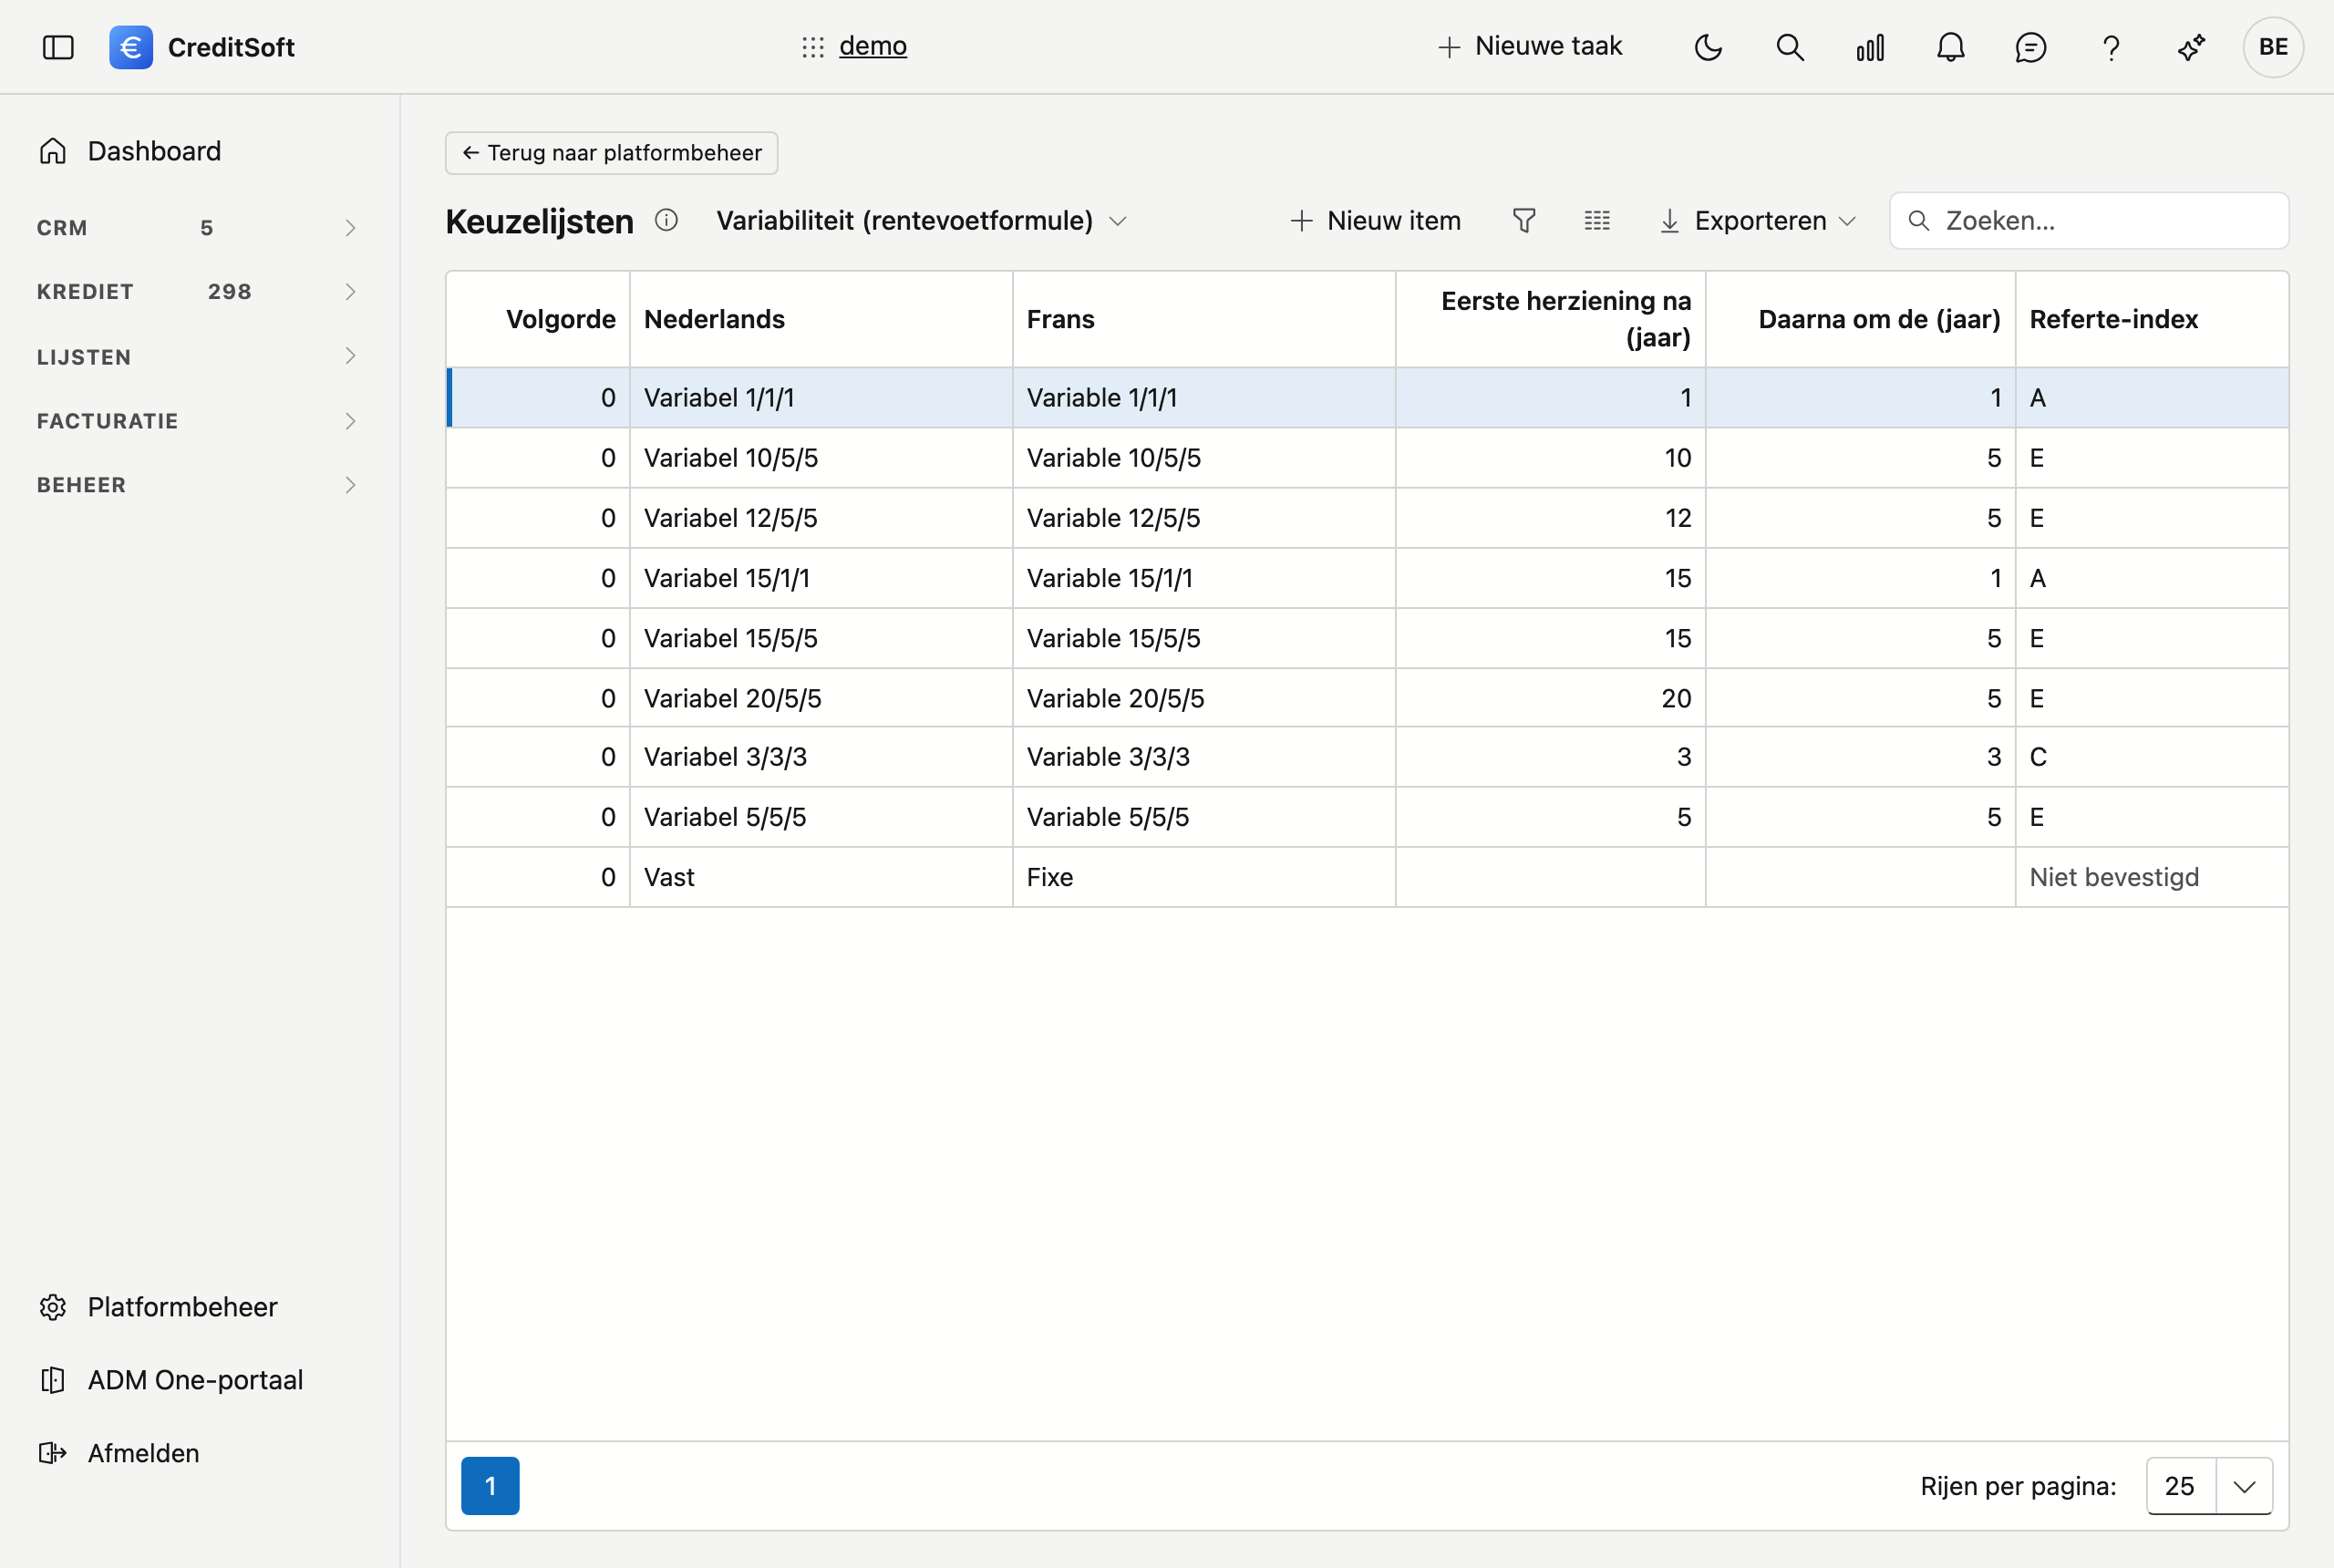 CreditSoft
demo
Nieuwe taak
BE
Dashboard
CRM 5
KREDIET 298
LIJSTEN
FACTURATIE
BEHEER
Platformbeheer
ADM One-portaal
Afmelden
← Terug naar platformbeheer
Keuzelijsten
Variabiliteit (rentevoetformule)
Nieuw item
Exporteren
Zoeken...
Volgorde Nederlands Frans Eerste herziening na (jaar) Daarna om de (jaar) Referte-index
0 Variabel 1/1/1 Variable 1/1/1 1 1 A
0 Variabel 10/5/5 Variable 10/5/5 10 5 E
0 Variabel 12/5/5 Variable 12/5/5 12 5 E
0 Variabel 15/1/1 Variable 15/1/1 15 1 A
0 Variabel 15/5/5 Variable 15/5/5 15 5 E
0 Variabel 20/5/5 Variable 20/5/5 20 5 E
0 Variabel 3/3/3 Variable 3/3/3 3 3 C
0 Variabel 5/5/5 Variable 5/5/5 5 5 E
0 Vast Fixe Niet bevestigd
1
Rijen per pagina: 25